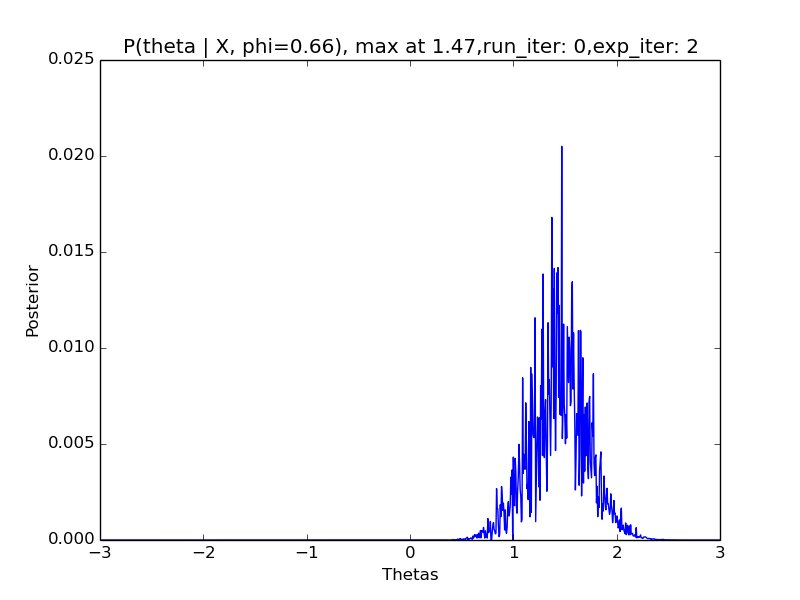 P(theta | X, phi=0.66), max at 1.47,run_iter: 0,exp_iter: 2
0.025
0.020
0.015
0.010
0.005
0.000
Posterior
−3 −2 −1 0 1 2 3
Thetas